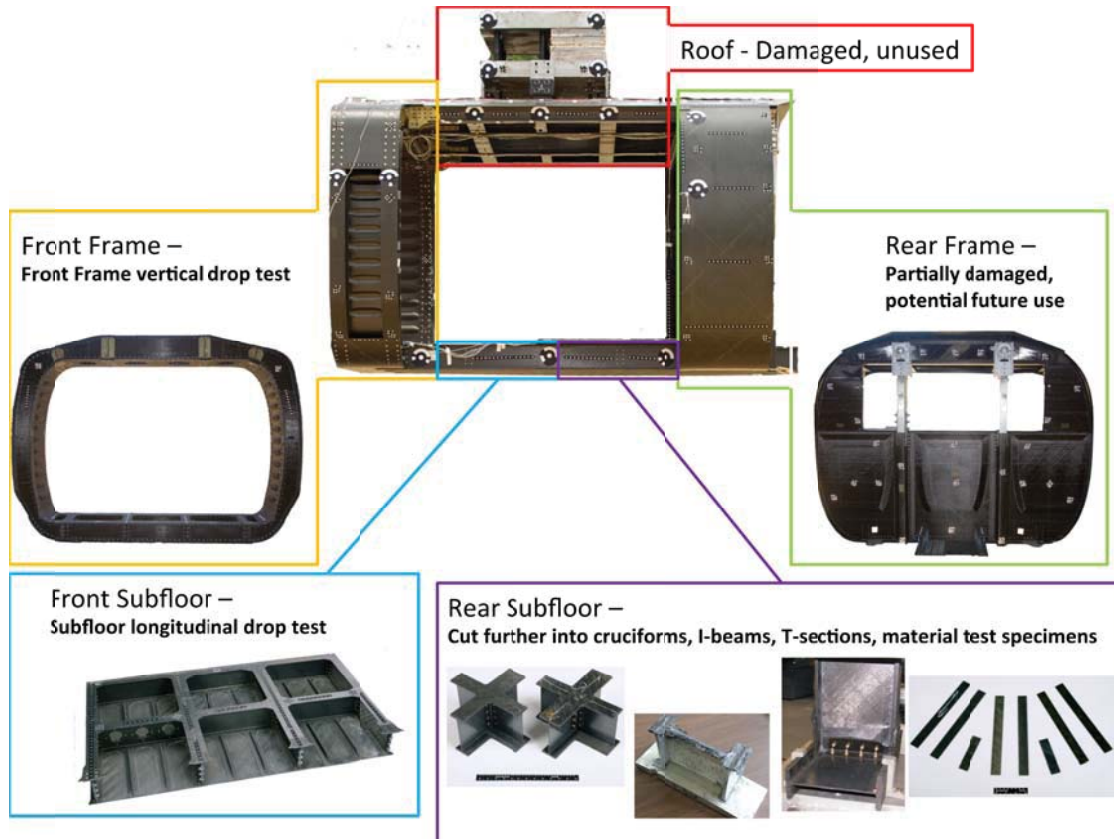 Roof - Damaged, unused
Front Frame –
Front Frame vertical drop test
Rear Frame –
Partially damaged,
potential future use
Front Subfloor –
Subfloor longitudinal drop test
Rear Subfloor –
Cut further into cruciforms, I-beams, T-sections, material test specimens